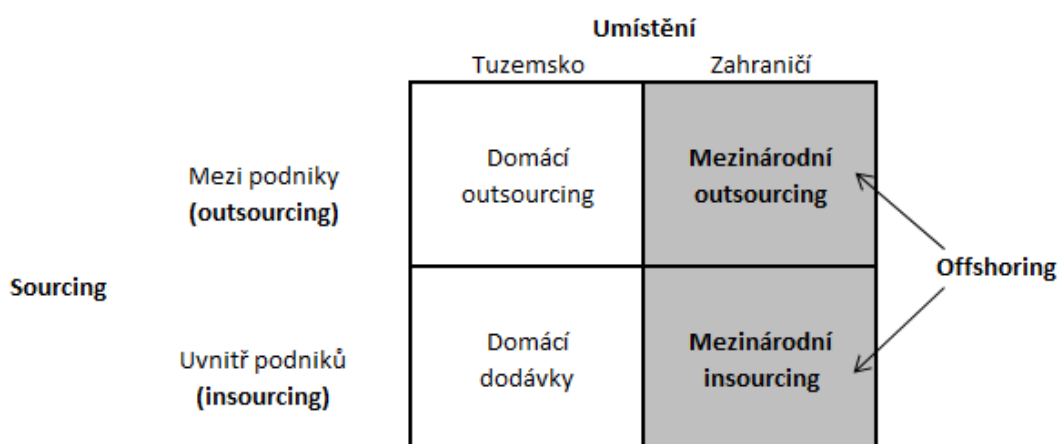 Umístění
Tuzemsko
Zahraničí
Mezi podniky
(outsourcing)
Domácí
outsourcing
Mezinárodní
outsourcing
Offshoring
Sourcing
Uvnitř podniků
(insourcing)
Domácí
dodávky
Mezinárodní
insourcing